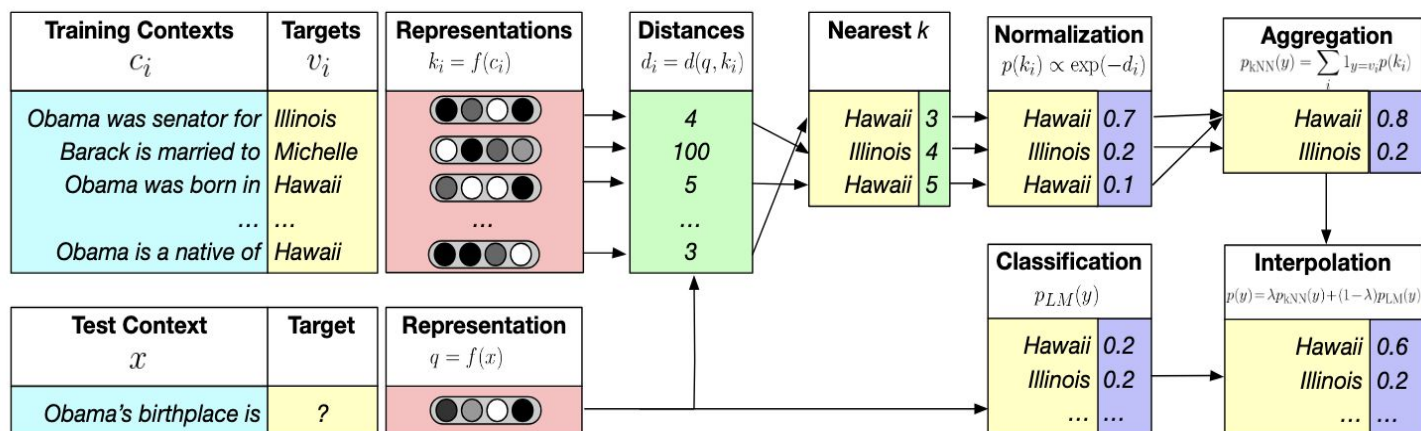 Training Contexts
c_i
Targets
v_i
Obama was senator for Illinois
Barack is married to Michelle
Obama was born in Hawaii
... ...
Obama is a native of Hawaii
Representations
k_i = f(c_i)
...
Distances
d_i = d(q, k_i)
4
100
5
...
3
Nearest k
Hawaii 3
Illinois 4
Hawaii 5
Normalization
p(k_i) ∝ exp(−d_i)
Hawaii 0.7
Illinois 0.2
Hawaii 0.1
Aggregation
p_kNN(y) = ∑_i 1_{y=v_i} p(k_i)
Hawaii 0.8
Illinois 0.2
Test Context
x
Target
Obama's birthplace is ?
Representation
q = f(x)
Classification
p_LM(y)
Hawaii 0.2
Illinois 0.2
... ...
Interpolation
p(y) = λp_kNN(y) + (1−λ)p_LM(y)
Hawaii 0.6
Illinois 0.2
... ...